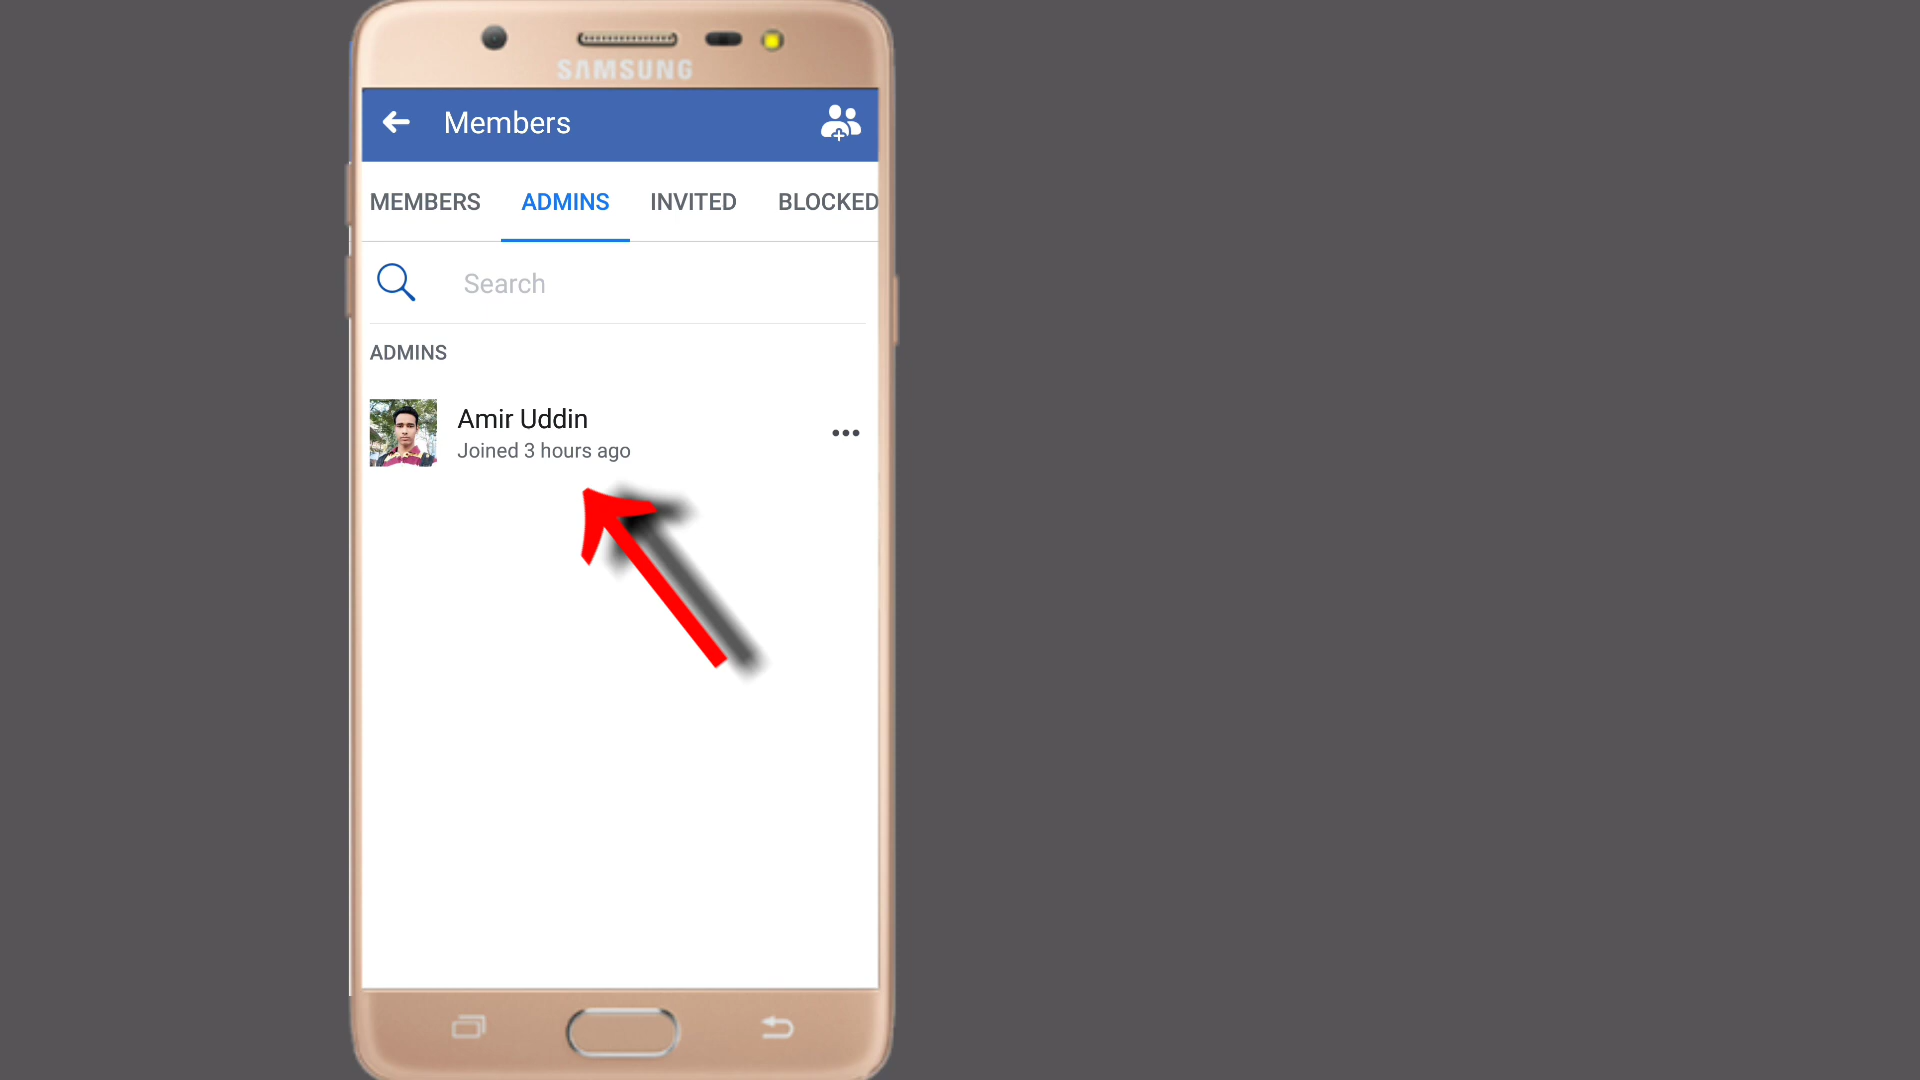 SAMSUNG
Members
MEMBERS ADMINS INVITED BLOCKED
Search
ADMINS
Amir Uddin
Joined 3 hours ago